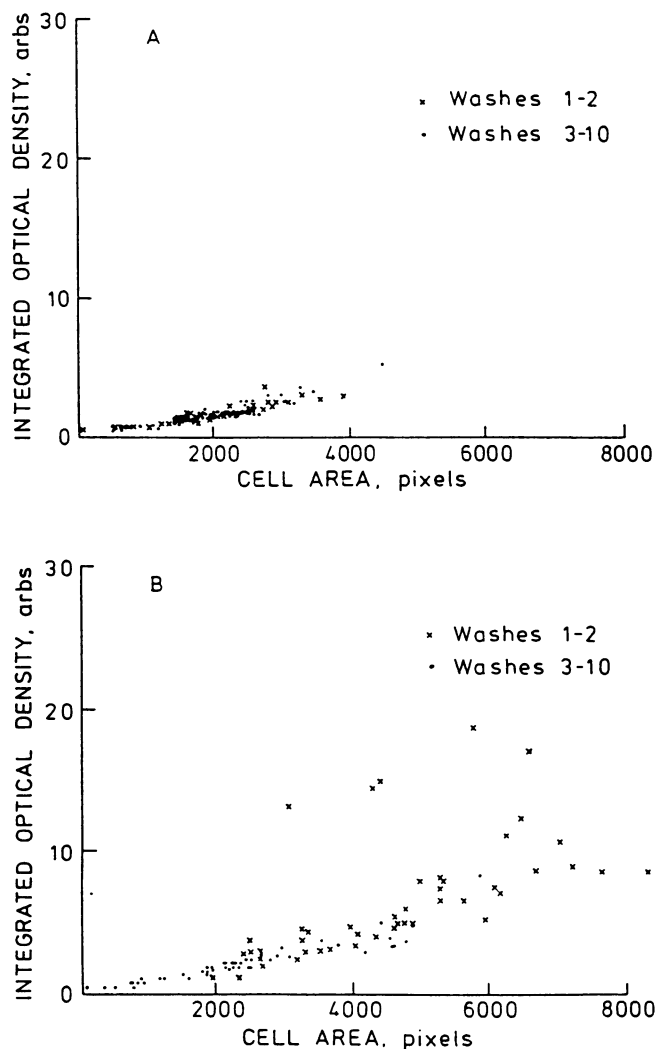 INTEGRATED OPTICAL DENSITY, arbs
30
20
10
0
A
x Washes 1-2
· Washes 3-10
2000 4000 6000 8000
CELL AREA, pixels
INTEGRATED OPTICAL DENSITY, arbs
30
20
10
0
B
x Washes 1-2
· Washes 3-10
2000 4000 6000 8000
CELL AREA, pixels